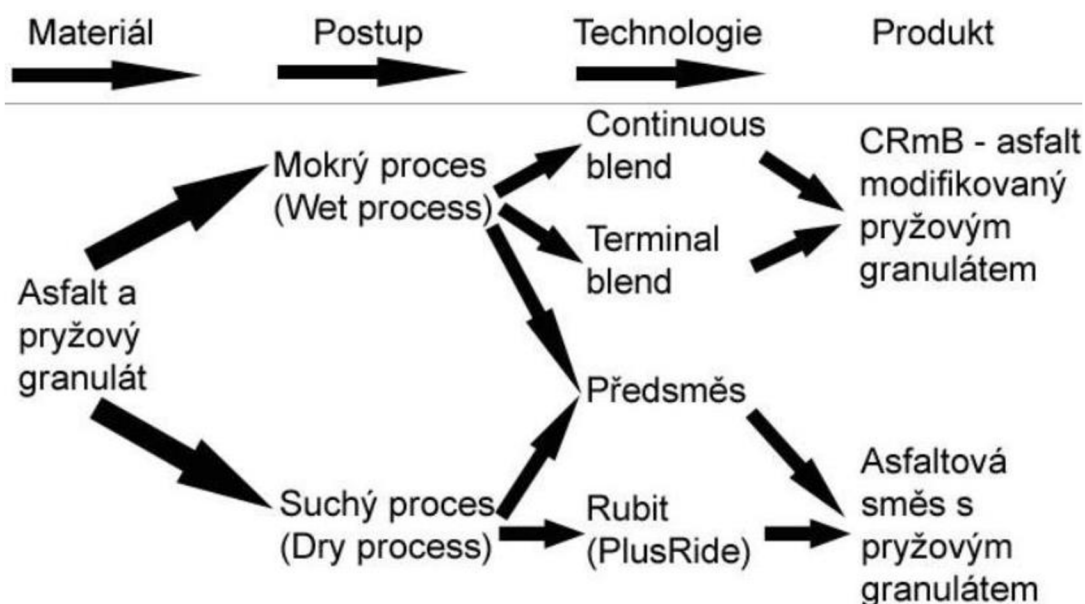 Materiál
Postup
Technologie
Produkt
Asfalt a
pryžový
granulát
Mokrý proces
(Wet process)
Suchý proces
(Dry process)
Continuous
blend
Terminal
blend
Předsměs
Rubit
(PlusRide)
CRmB - asfalt
modifikovaný
pryžovým
granulátem
Asfaltová
směs s
pryžovým
granulátem